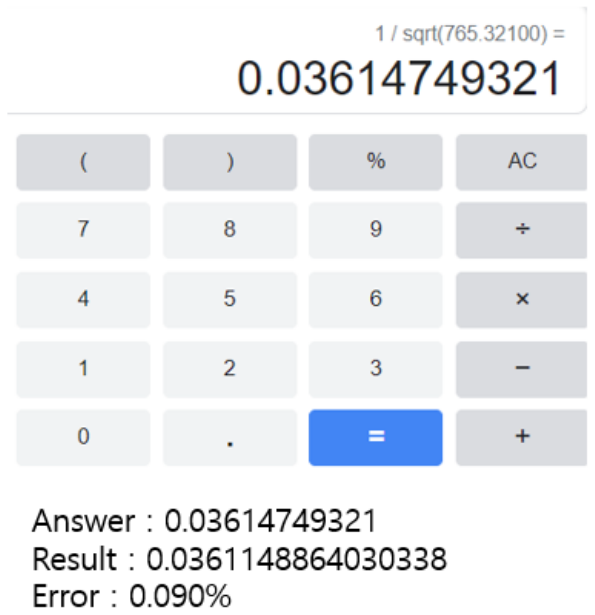 1 / sqrt(765.32100) =
0.03614749321
( ) % AC
7 8 9 ÷
4 5 6 ×
1 2 3 −
0 . = +
Answer : 0.03614749321
Result : 0.0361148864030338
Error : 0.090%